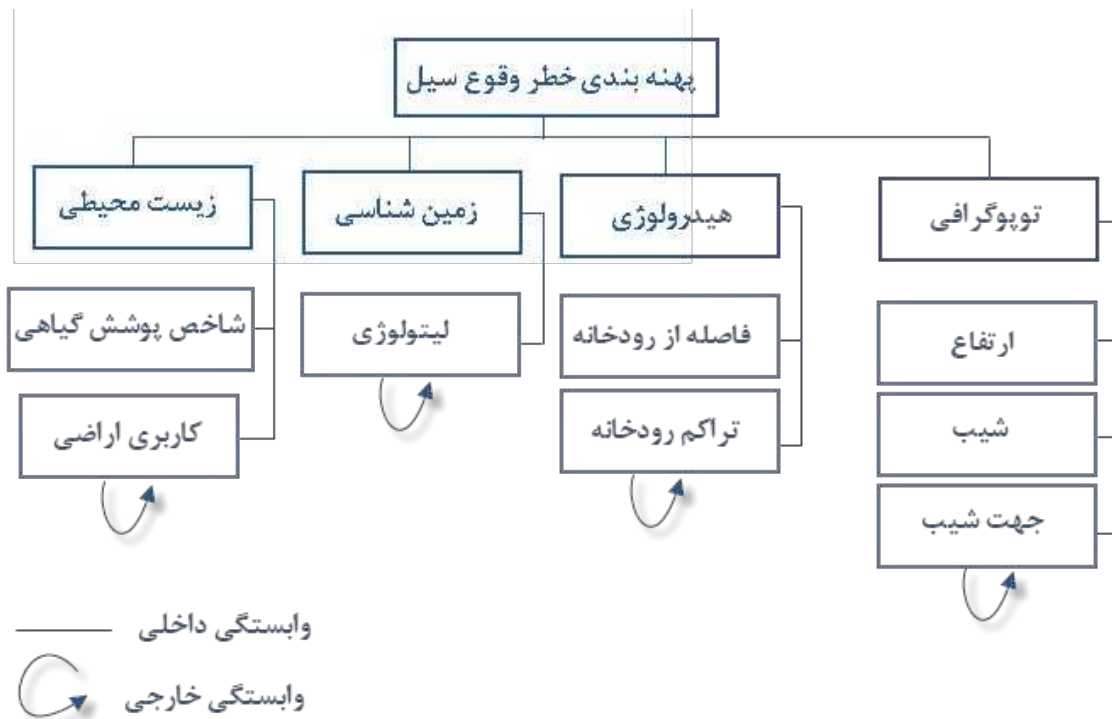 پهنه بندی خطر وقوع سیل
توپوگرافی
هیدرولوژی
زمین شناسی
زیست محیطی
ارتفاع
فاصله از رودخانه
لیتولوژی
شاخص پوشش گیاهی
شیب
تراکم رودخانه
کاربری اراضی
جهت شیب
وابستگی داخلی
وابستگی خارجی